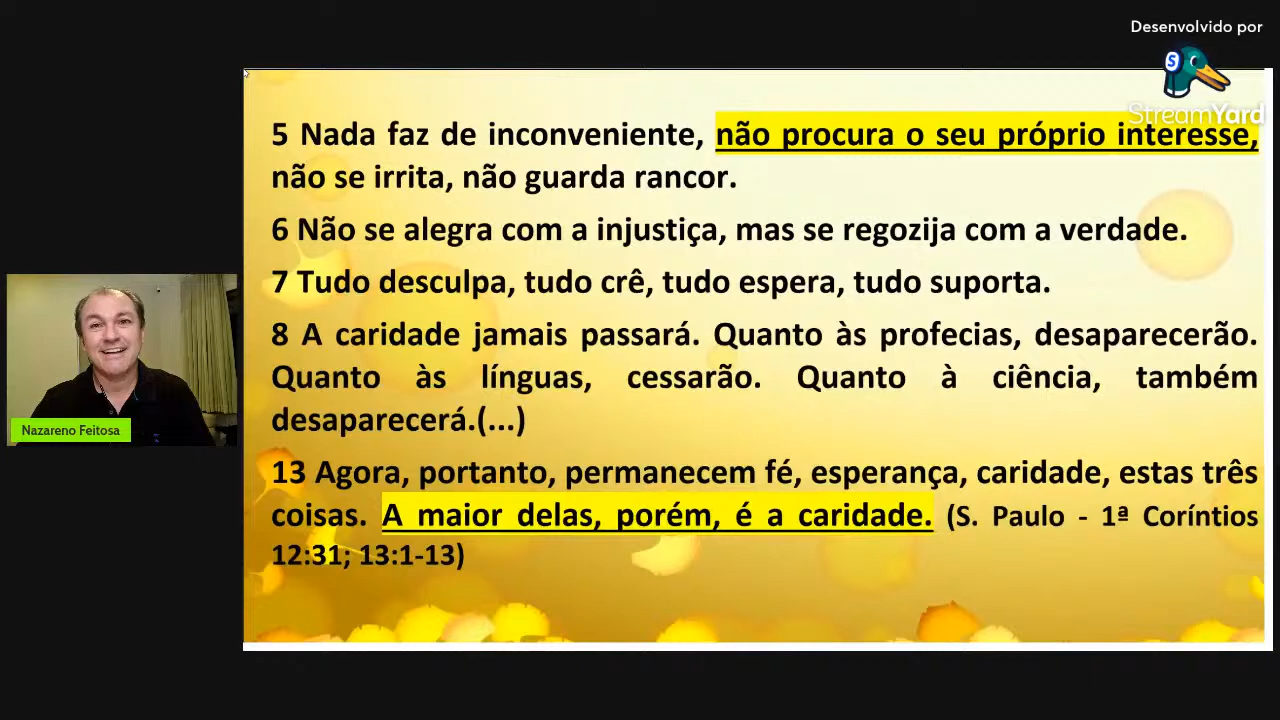 Desenvolvido por
StreamYard
5 Nada faz de inconveniente, não procura o seu próprio interesse,
não se irrita, não guarda rancor.
6 Não se alegra com a injustiça, mas se regozija com a verdade.
7 Tudo desculpa, tudo crê, tudo espera, tudo suporta.
8 A caridade jamais passará. Quanto às profecias, desaparecerão.
Quanto às línguas, cessarão. Quanto à ciência, também
desaparecerá.(...)
13 Agora, portanto, permanecem fé, esperança, caridade, estas três
coisas. A maior delas, porém, é a caridade. (S. Paulo - 1ª Coríntios
12:31; 13:1-13)
Nazareno Feitosa